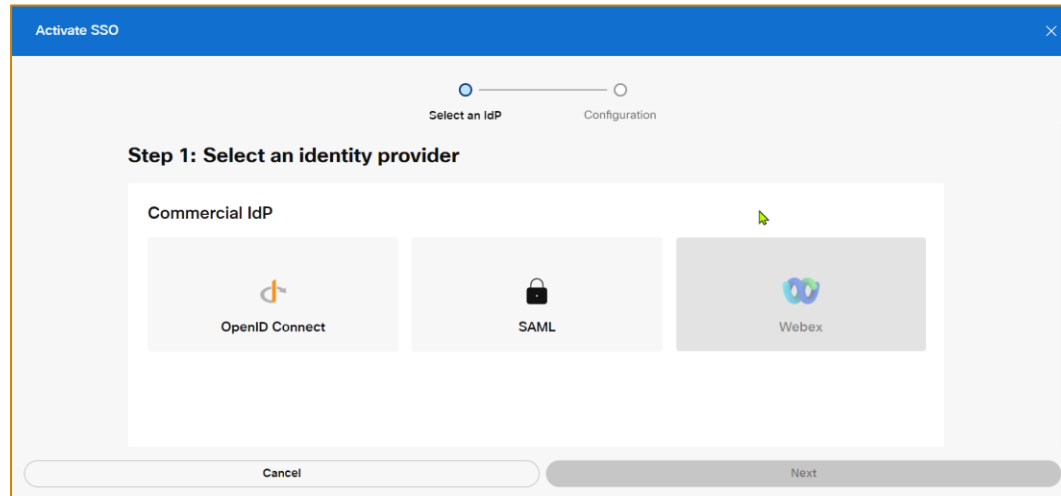 Activate SSO
Select an IdP
Configuration
Step 1: Select an identity provider
Commercial IdP
OpenID Connect
SAML
Webex
Cancel
Next